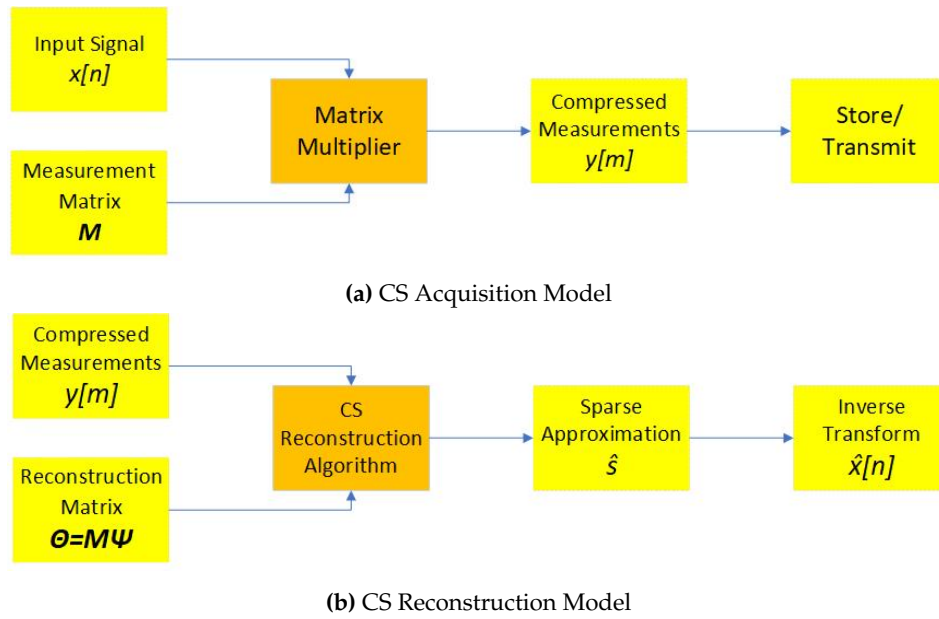 Input Signal
x[n]
Measurement
Matrix
M
Matrix
Multiplier
Compressed
Measurements
y[m]
Store/
Transmit
(a) CS Acquisition Model
Compressed
Measurements
y[m]
Reconstruction
Matrix
Θ=MΨ
CS
Reconstruction
Algorithm
Sparse
Approximation
ŝ
Inverse
Transform
x̂[n]
(b) CS Reconstruction Model